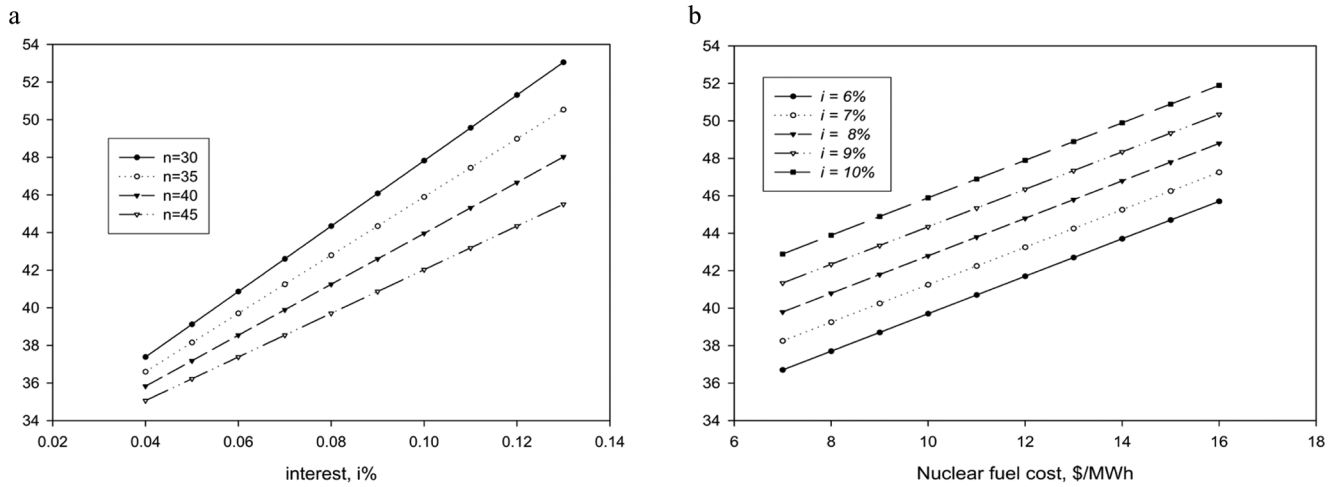 a
54
52
50
48
46
44
42
40
38
36
34
0.02 0.04 0.06 0.08 0.10 0.12 0.14
interest, i%
n=30
n=35
n=40
n=45
b
54
52
50
48
46
44
42
40
38
36
34
6 8 10 12 14 16 18
Nuclear fuel cost, $/MWh
i = 6%
i = 7%
i = 8%
i = 9%
i = 10%